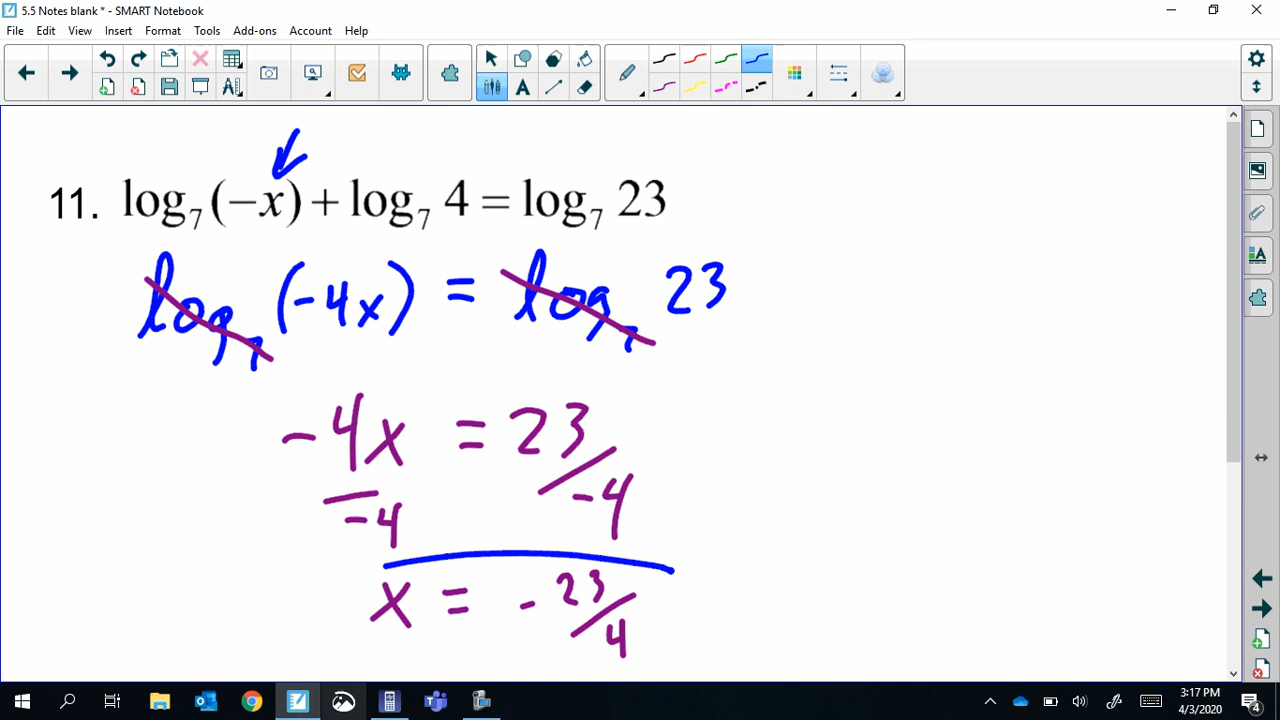 5.5 Notes blank * - SMART Notebook
File Edit View Insert Format Tools Add-ons Account Help
11. log₇(−x) + log₇ 4 = log₇ 23
log₇ (-4x) = log₇ 23
-4x = 23
-4 -4
x = - 23/4
3:17 PM
4/3/2020
4